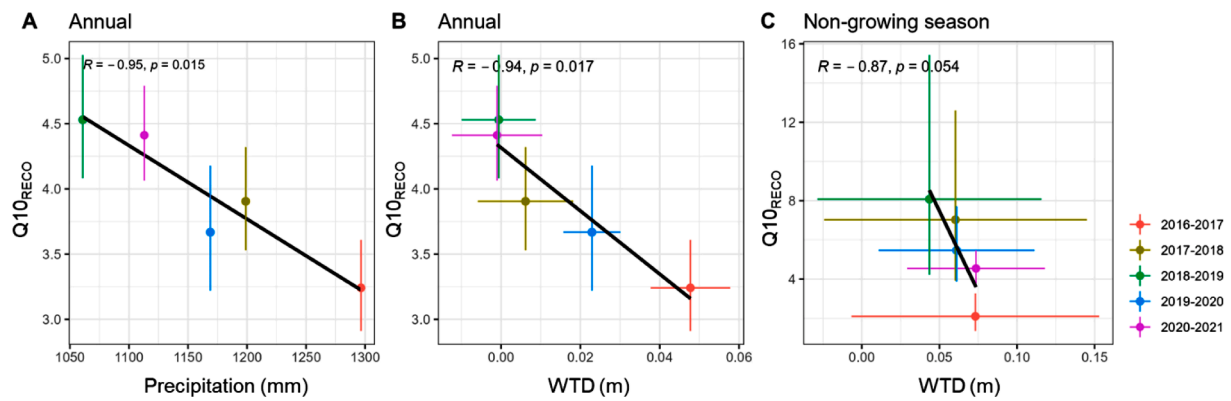 A Annual
Q10RECO
5.0
4.5
4.0
3.5
3.0
R = −0.95, p = 0.015
1050 1100 1150 1200 1250 1300
Precipitation (mm)
B Annual
Q10RECO
5.0
4.5
4.0
3.5
3.0
R = −0.94, p = 0.017
0.00 0.02 0.04 0.06
WTD (m)
C Non-growing season
Q10RECO
16
12
8
4
R = −0.87, p = 0.054
0.00 0.05 0.10 0.15
WTD (m)
2016-2017
2017-2018
2018-2019
2019-2020
2020-2021